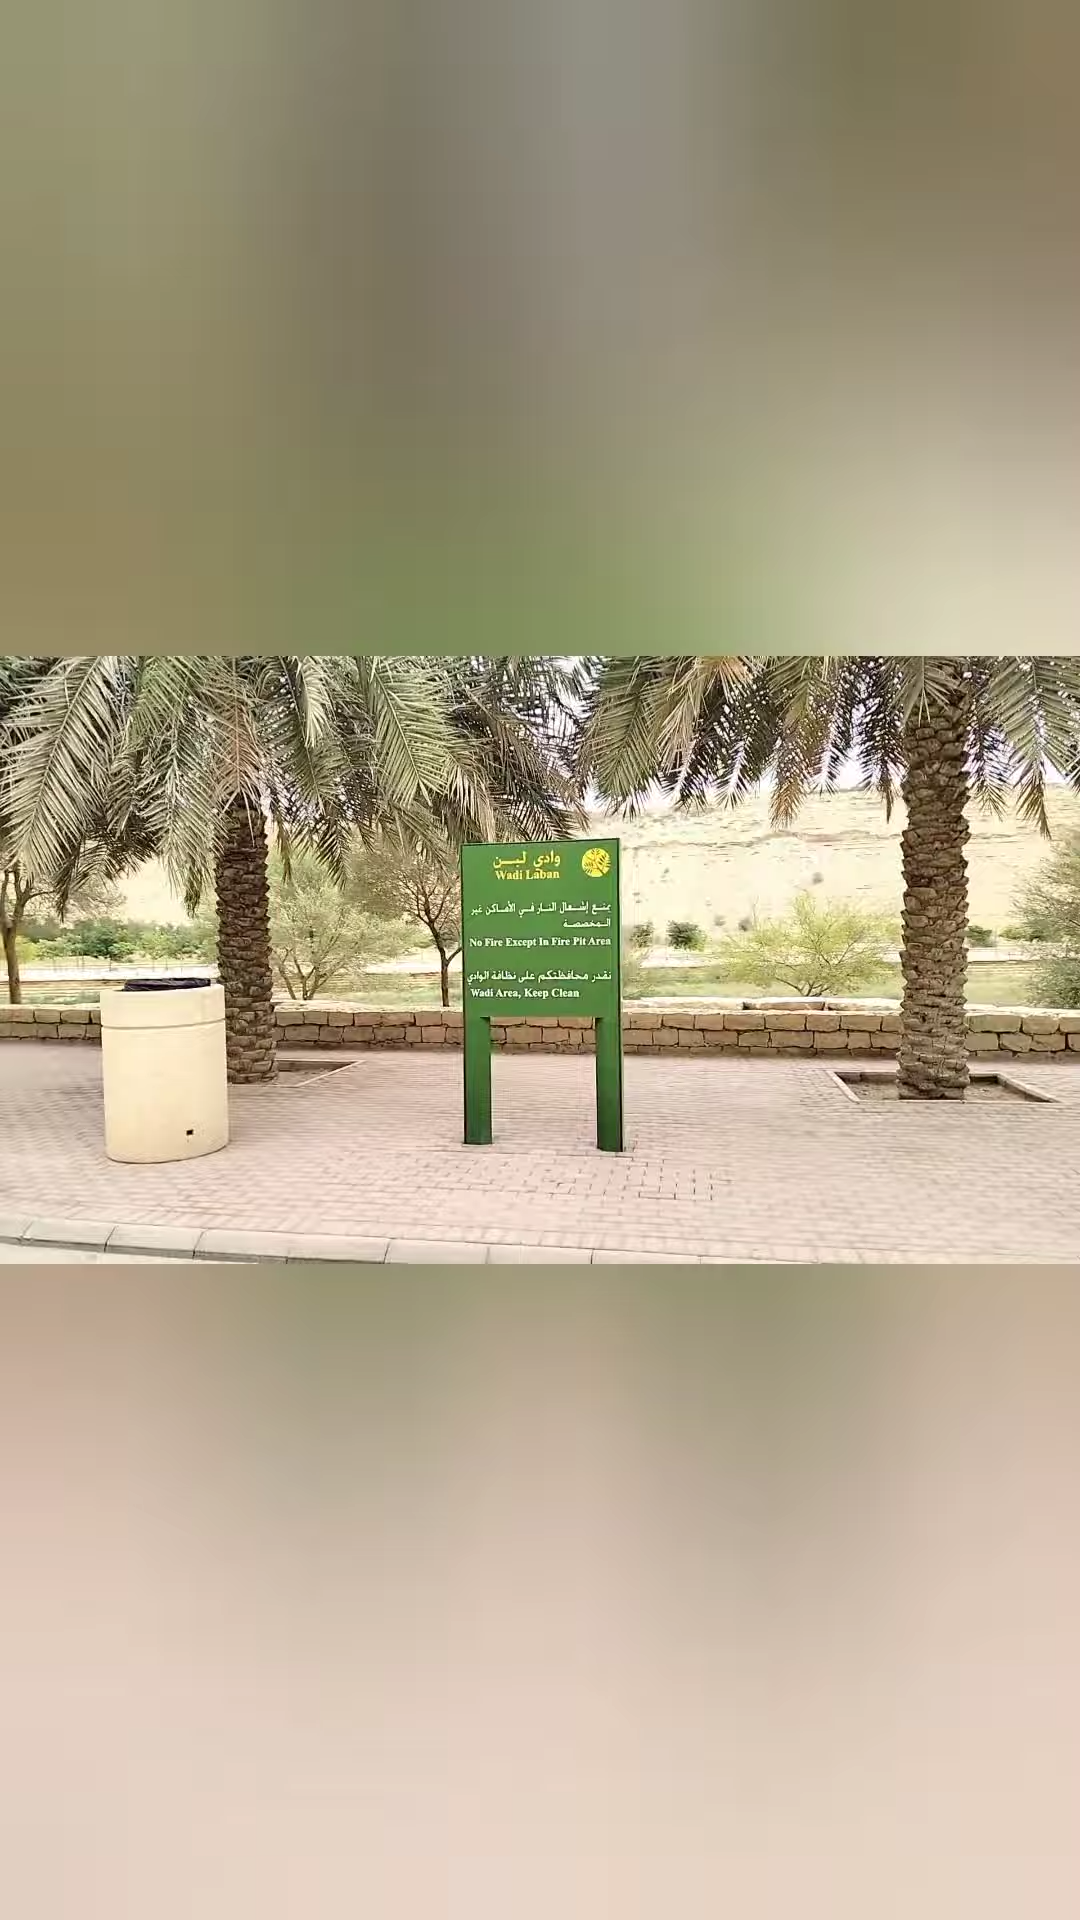 وادي لبن
Wadi Laban
يمنع إشعال النار في الأماكن غير
المخصصة
No Fire Except In Fire Pit Area
نقدر محافظتكم على نظافة الوادي
Wadi Area, Keep Clean